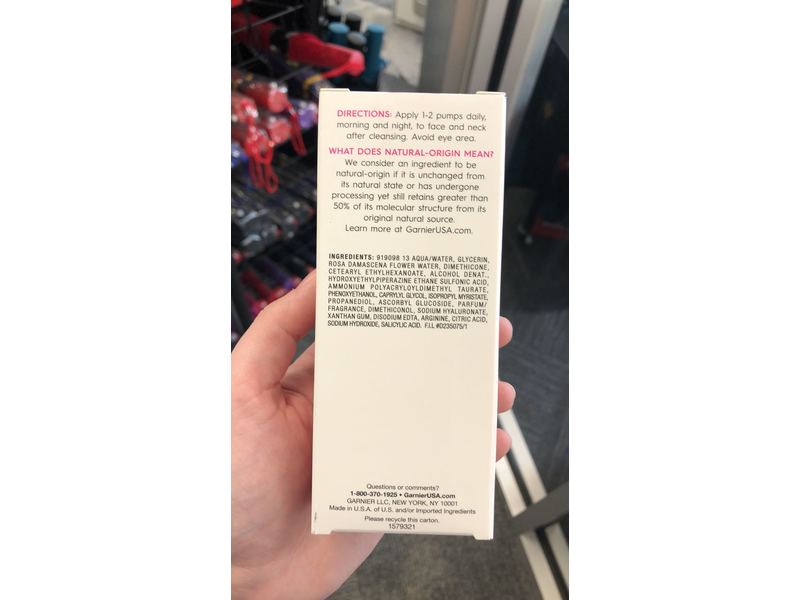 DIRECTIONS: Apply 1-2 pumps daily,
morning and night, to face and neck
after cleansing. Avoid eye area.
WHAT DOES NATURAL-ORIGIN MEAN?
We consider an ingredient to be
natural-origin if it is unchanged from
its natural state or has undergone
processing yet still retains greater than
50% of its molecular structure from its
original natural source.
Learn more at GarnierUSA.com.
INGREDIENTS: 919098 13 AQUA/WATER, GLYCERIN,
ROSA DAMASCENA FLOWER WATER, DIMETHICONE,
CETEARYL ETHYLHEXANOATE, ALCOHOL DENAT.,
HYDROXYETHYLPIPERAZINE ETHANE SULFONIC ACID,
AMMONIUM POLYACRYLOYLDIMETHYL TAURATE,
PHENOXYETHANOL, CAPRYLYL GLYCOL, ISOPROPYL MYRISTATE,
PROPANEDIOL, ASCORBYL GLUCOSIDE, PARFUM/
FRAGRANCE, DIMETHICONOL, SODIUM HYALURONATE,
XANTHAN GUM, DISODIUM EDTA, ARGININE, CITRIC ACID,
SODIUM HYDROXIDE, SALICYLIC ACID. F.I.L #D235075/1
Questions or comments?
1-800-370-1925 • GarnierUSA.com
GARNIER LLC, NEW YORK, NY 10001
Made in U.S.A. of U.S. and/or Imported Ingredients
Please recycle this carton.
1579321